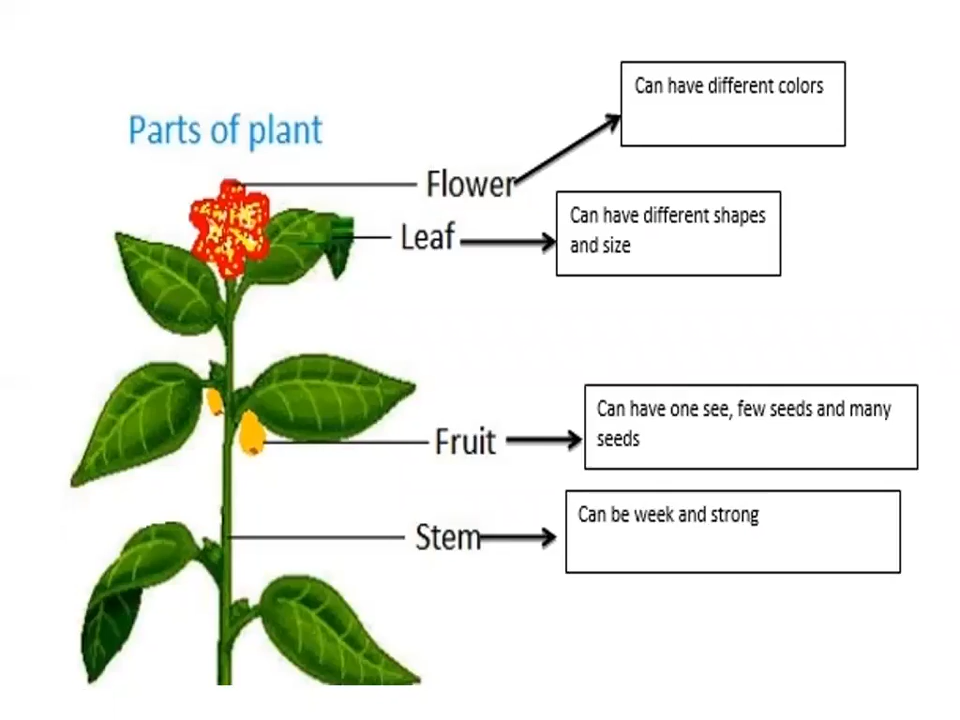 Parts of plant
Flower
Can have different colors
Leaf
Can have different shapes
and size
Fruit
Can have one see, few seeds and many
seeds
Stem
Can be week and strong